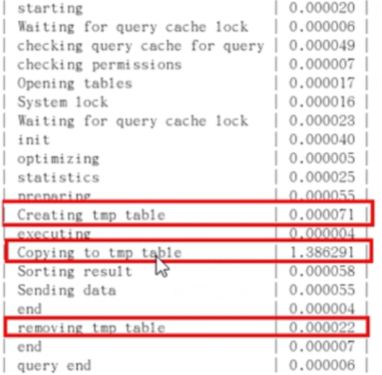 | starting | 0.000020 |
| Waiting for query cache lock | 0.000006 |
| checking query cache for query | 0.000049 |
| checking permissions | 0.000007 |
| Opening tables | 0.000017 |
| System lock | 0.000016 |
| Waiting for query cache lock | 0.000023 |
| init | 0.000040 |
| optimizing | 0.000005 |
| statistics | 0.000025 |
| preparing | 0.000055 |
| Creating tmp table | 0.000071 |
| executing | 0.000004 |
| Copying to tmp table | 1.386291 |
| Sorting result | 0.000058 |
| Sending data | 0.000055 |
| end | 0.000004 |
| removing tmp table | 0.000022 |
| end | 0.000007 |
| query end | 0.000006 |